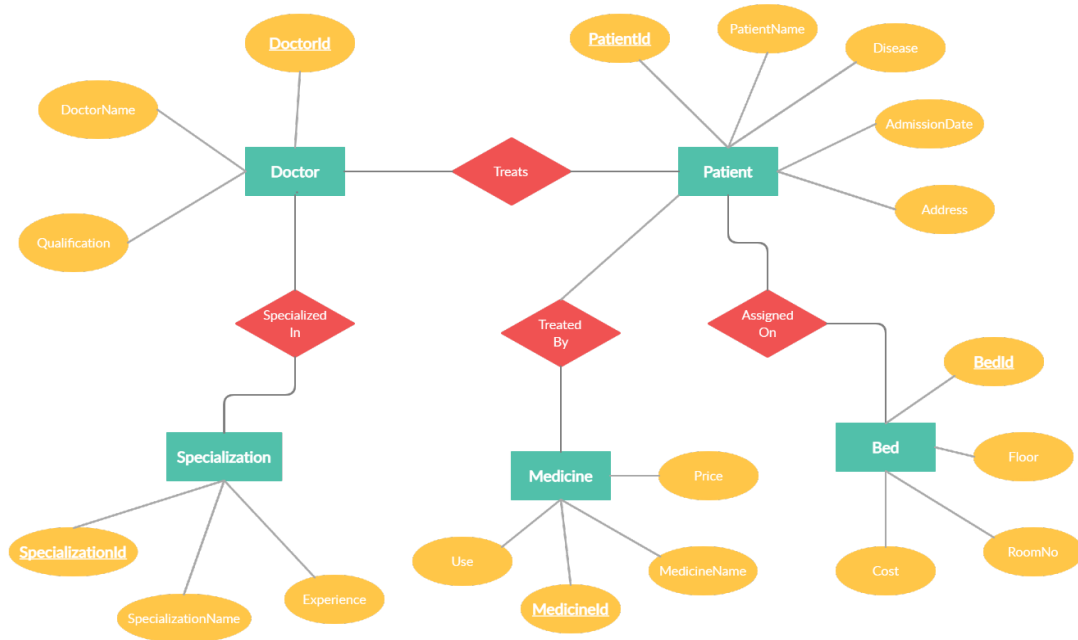 DoctorId
PatientId
PatientName
Disease
DoctorName
AdmissionDate
Doctor
Treats
Patient
Address
Qualification
Specialized
In
Treated
By
Assigned
On
BedId
Specialization
Medicine
Price
Bed
Floor
SpecializationId
Use
MedicineName
RoomNo
Cost
Experience
MedicineId
SpecializationName